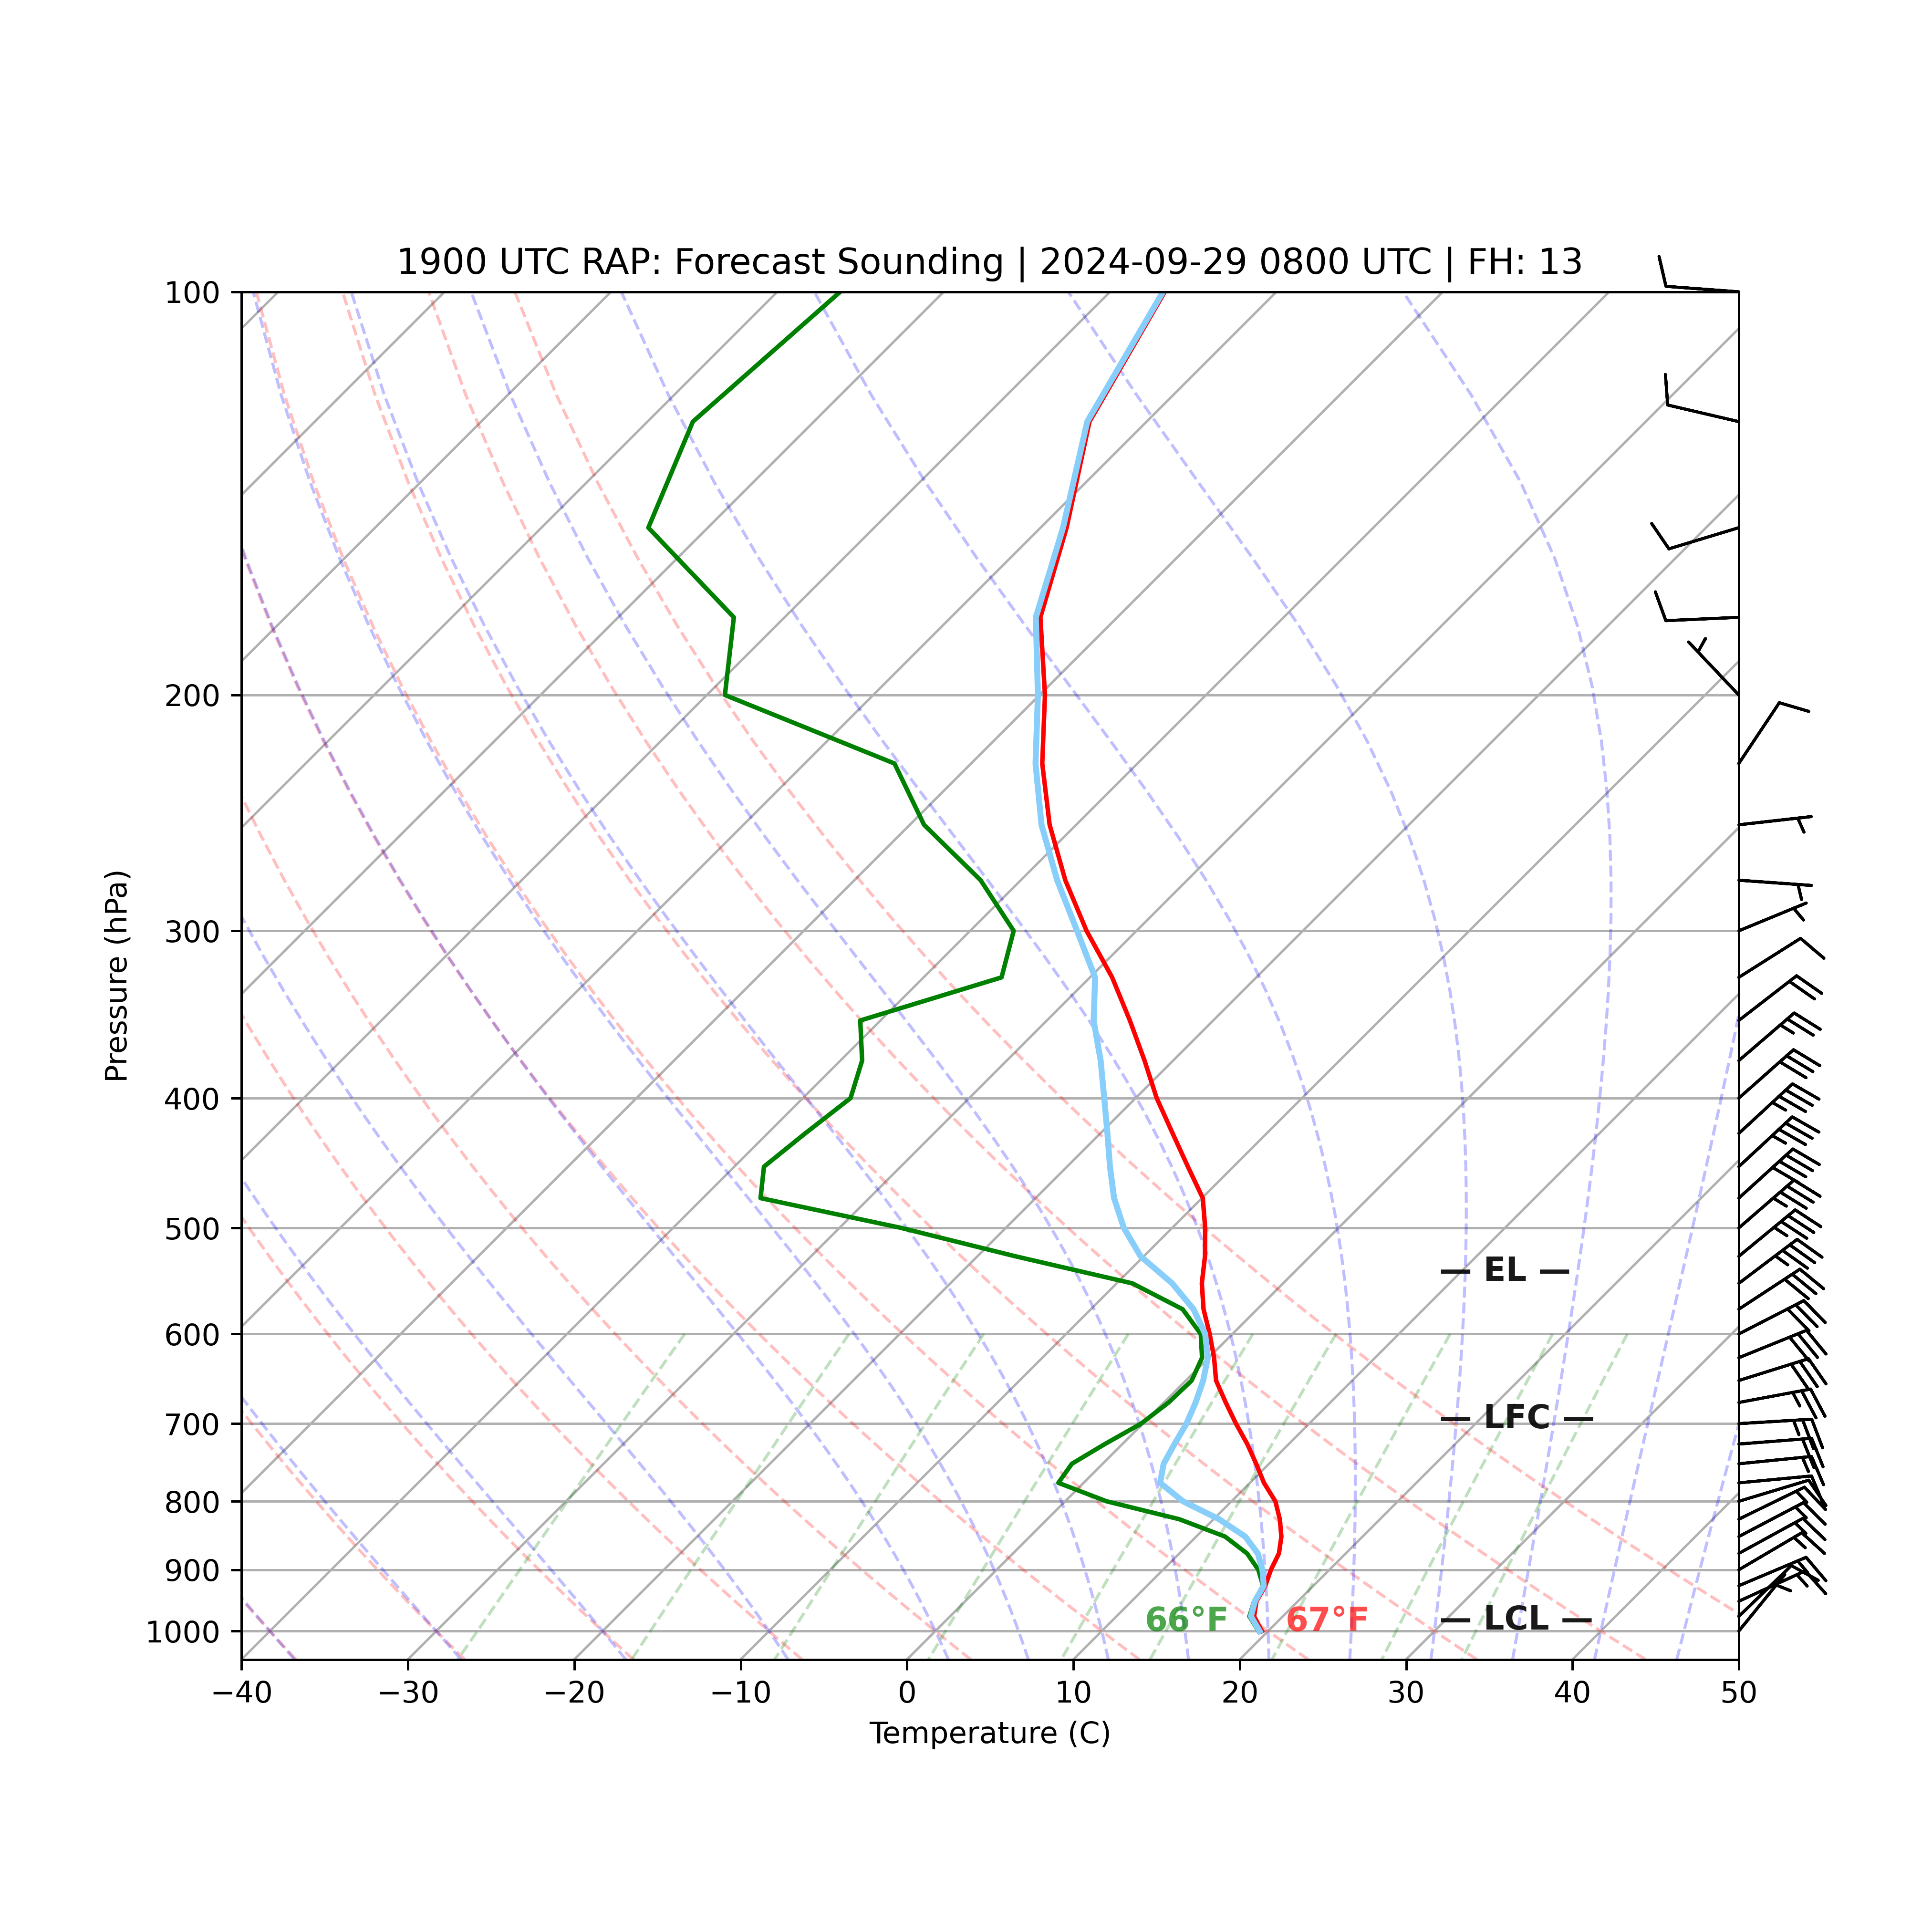 1900 UTC RAP: Forecast Sounding | 2024-09-29 0800 UTC | FH: 13
100
200
300
400
500
600
700
800
900
1000
Pressure (hPa)
— EL —
— LFC —
66°F 67°F — LCL —
−40 −30 −20 −10 0 10 20 30 40 50
Temperature (C)